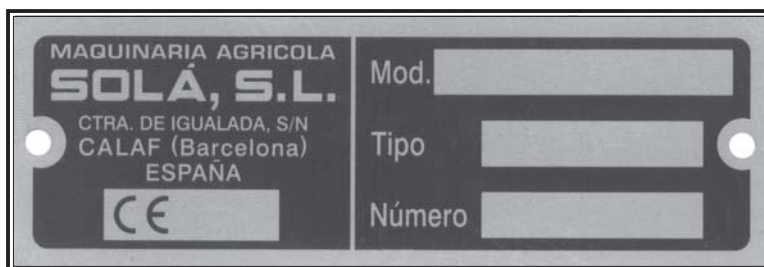 MAQUINARIA AGRICOLA
SOLÁ, S.L.
CTRA. DE IGUALADA, S/N
CALAF (Barcelona)
ESPAÑA
CE
Mod.
Tipo
Número